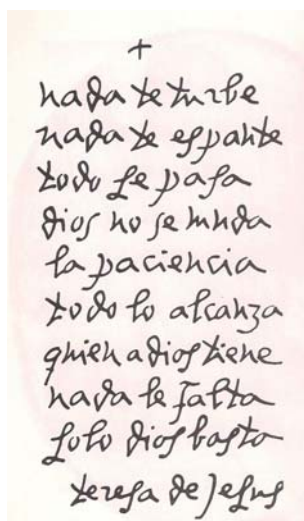 +
nada te turbe
nada te espante
todo se pasa
dios no se muda
la paciencia
todo lo alcanza
quien a dios tiene
nada le falta
solo dios basta
teresa de Jesus